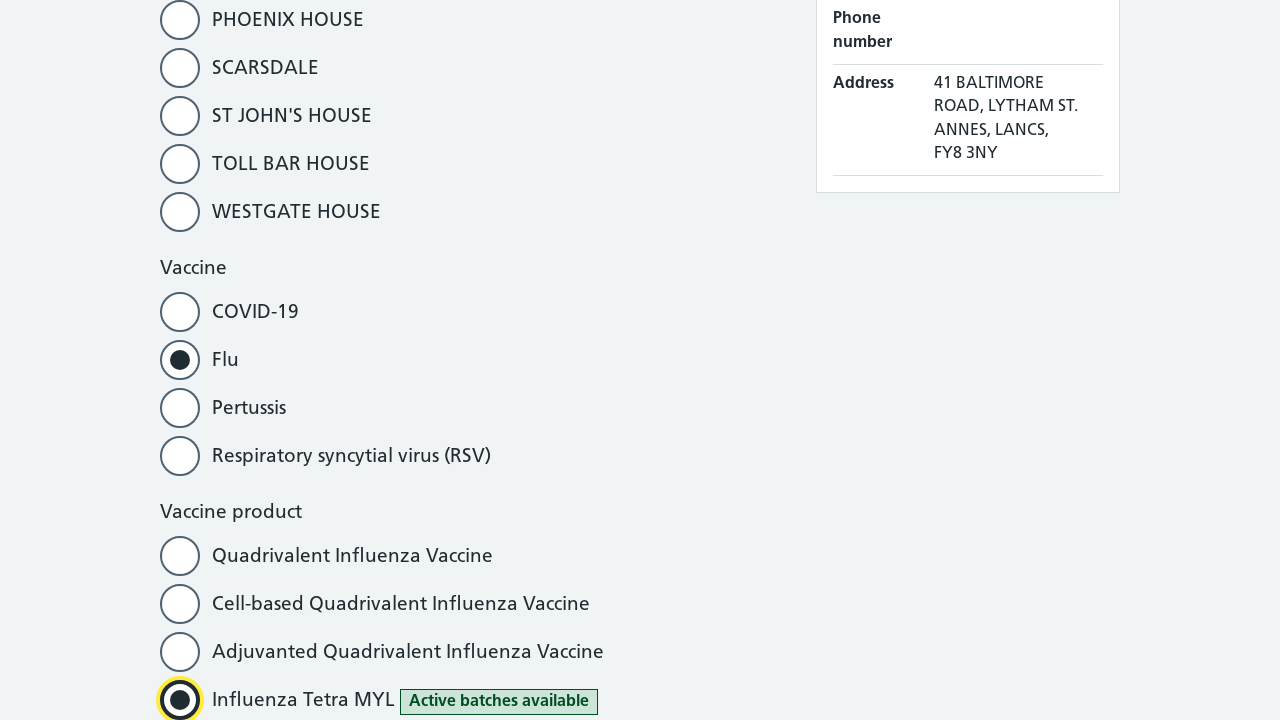 PHOENIX HOUSE
SCARSDALE
ST JOHN'S HOUSE
TOLL BAR HOUSE
WESTGATE HOUSE
Vaccine
COVID-19
Flu
Pertussis
Respiratory syncytial virus (RSV)
Vaccine product
Quadrivalent Influenza Vaccine
Cell-based Quadrivalent Influenza Vaccine
Adjuvanted Quadrivalent Influenza Vaccine
Influenza Tetra MYL Active batches available
Phone
number
Address 41 BALTIMORE
ROAD, LYTHAM ST.
ANNES, LANCS,
FY8 3NY